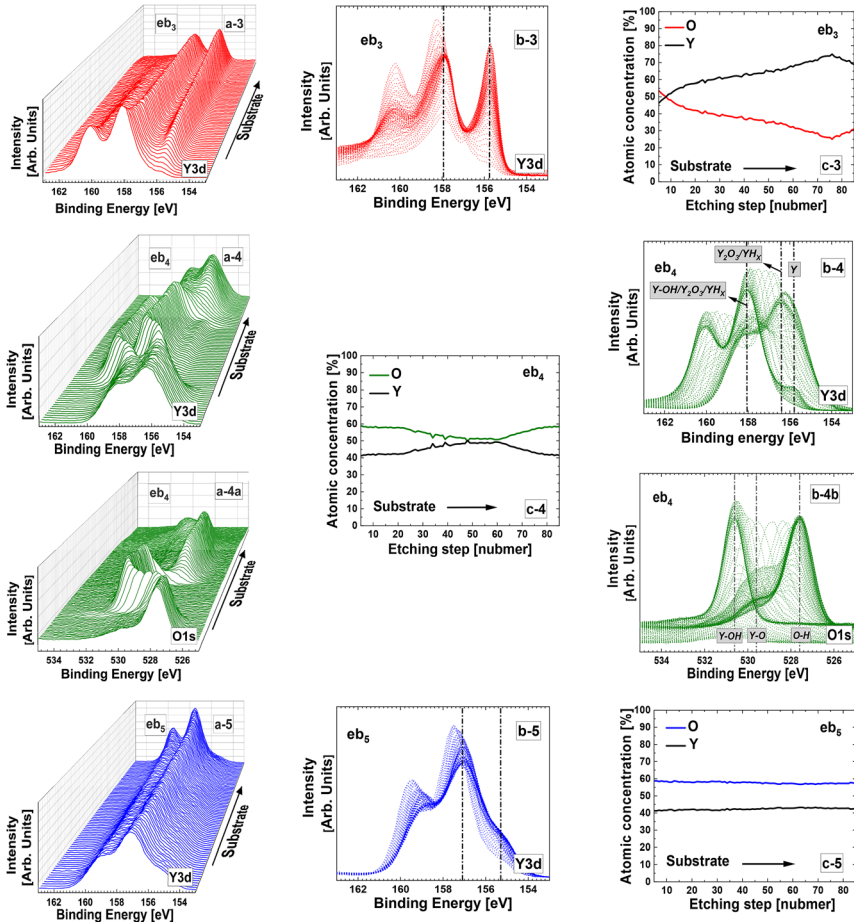 eb3
a-3
Intensity
[Arb. Units]
Substrate
Y3d
162 160 158 156 154
Binding Energy [eV]
eb3
b-3
Intensity
[Arb. Units]
Y3d
162 160 158 156 154
Binding Energy [eV]
Atomic concentration [%]
100
90
80
70
60
50
40
30
20
10
0
O
Y
eb3
Substrate
c-3
10 20 30 40 50 60 70 80
Etching step [nubmer]
eb4
a-4
Intensity
[Arb. Units]
Substrate
Y3d
162 160 158 156 154
Binding Energy [eV]
Atomic concentration [%]
100
90
80
70
60
50
40
30
20
10
0
O
Y
eb4
Substrate
c-4
10 20 30 40 50 60 70 80
Etching step [nubmer]
eb4
Y2O3/YHX
Y
b-4
Y-OH/Y2O3/YHX
Intensity
[Arb. Units]
Y3d
162 160 158 156 154
Binding energy [eV]
eb4
a-4a
Intensity
[Arb. Units]
Substrate
O1s
534 532 530 528 526
Binding Energy [eV]
eb4
b-4b
Intensity
[Arb. Units]
Y-OH
Y-O
O-H
O1s
534 532 530 528 526
Binding Energy [eV]
eb5
a-5
Intensity
[Arb. Units]
Substrate
Y3d
162 160 158 156 154
Binding Energy [eV]
eb5
b-5
Intensity
[Arb. Units]
Y3d
162 160 158 156 154
Binding Energy [eV]
Atomic concentration [%]
100
90
80
70
60
50
40
30
20
10
0
O
Y
eb5
Substrate
c-5
10 20 30 40 50 60 70 80
Etching step [nubmer]